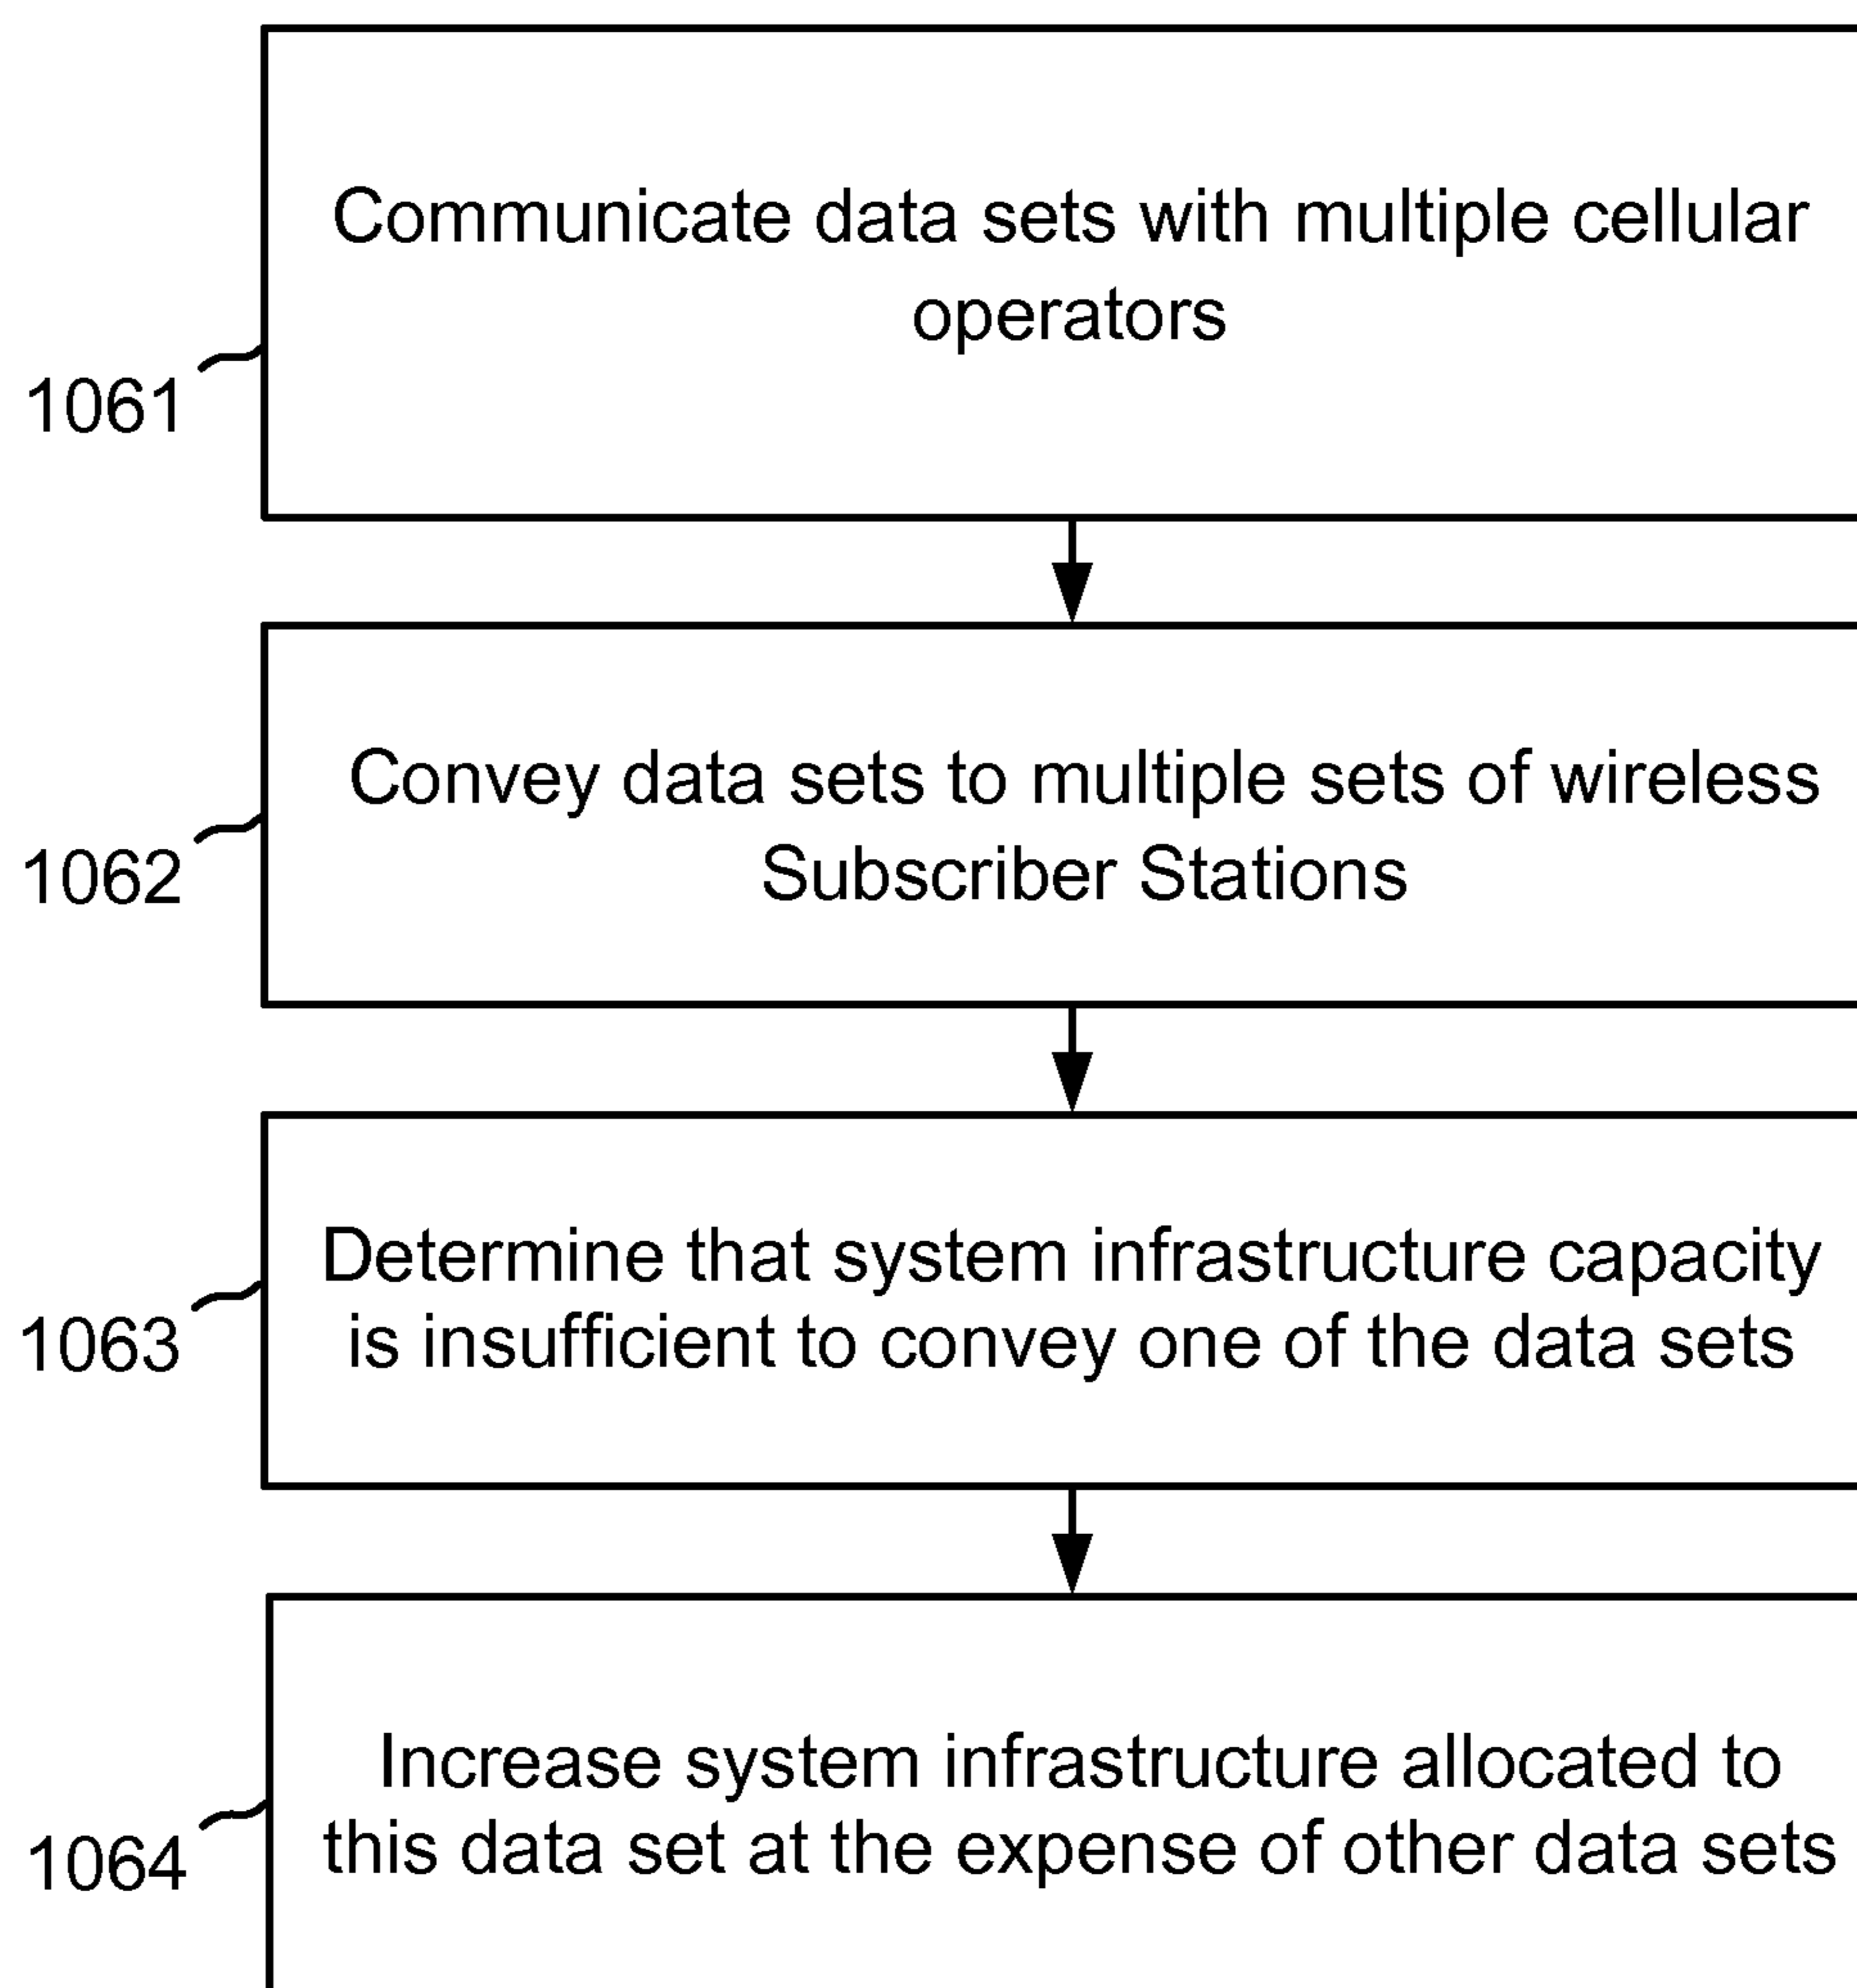 Communicate data sets with multiple cellular
operators
1061
Convey data sets to multiple sets of wireless
Subscriber Stations
1062
Determine that system infrastructure capacity
is insufficient to convey one of the data sets
1063
Increase system infrastructure allocated to
this data set at the expense of other data sets
1064